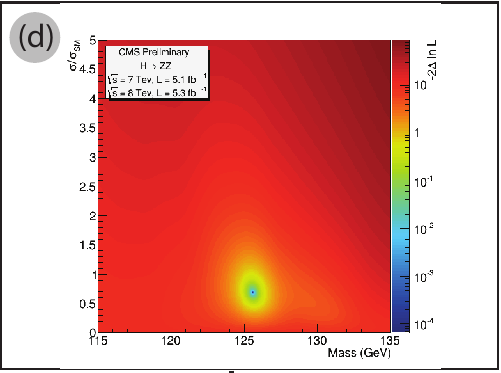 (d)
CMS Preliminary
H → ZZ
√s = 7 TeV, L = 5.1 fb⁻¹
√s = 8 TeV, L = 5.3 fb⁻¹
σ/σSM
5
4.5
4
3.5
3
2.5
2
1.5
1
0.5
0
115
120
125
130
135
Mass (GeV)
-2Δ ln L
10
1
10⁻¹
10⁻²
10⁻³
10⁻⁴